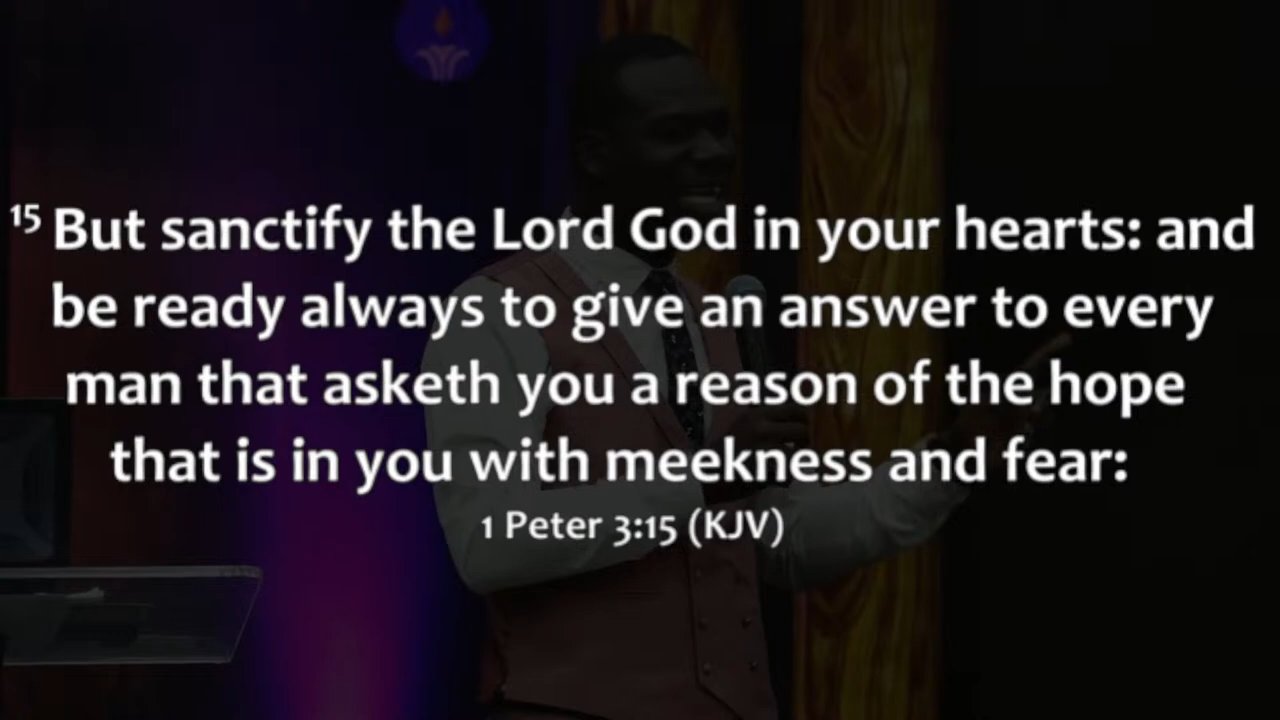 15 But sanctify the Lord God in your hearts: and
be ready always to give an answer to every
man that asketh you a reason of the hope
that is in you with meekness and fear:
1 Peter 3:15 (KJV)